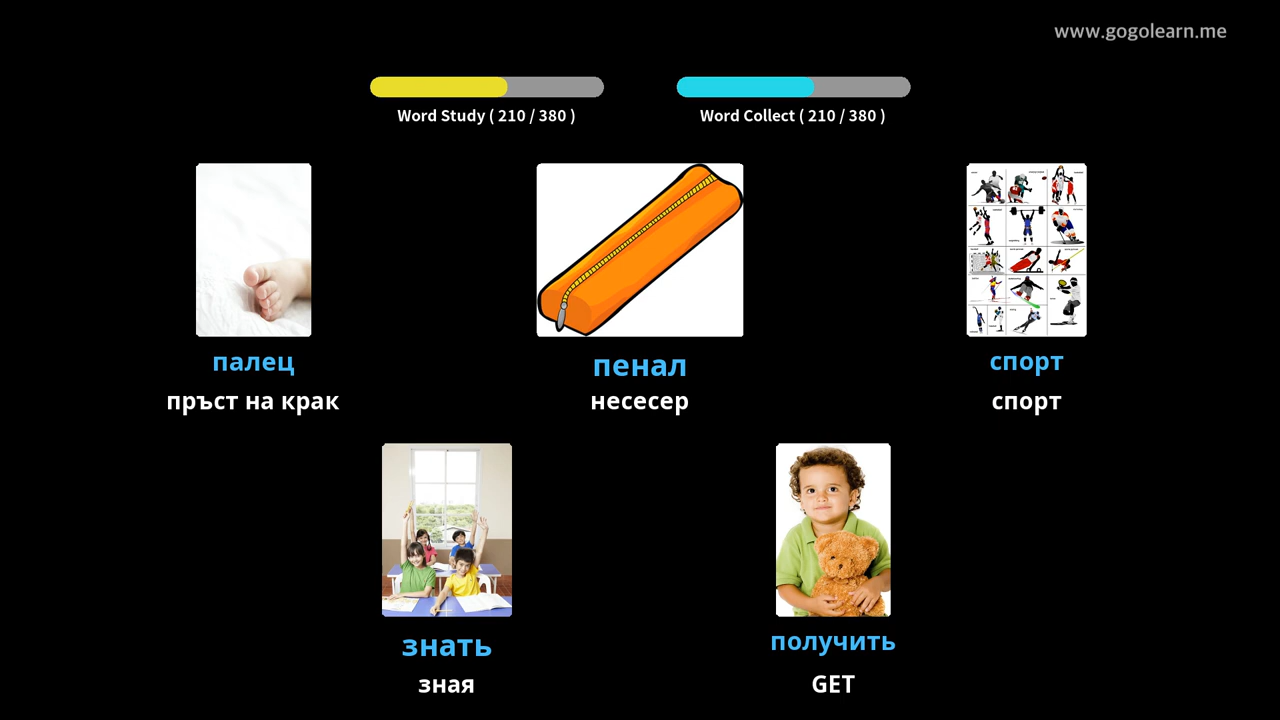 www.gogolearn.me
Word Study ( 210 / 380 )
Word Collect ( 210 / 380 )
палец
пръст на крак
пенал
несесер
спорт
спорт
знать
зная
получить
GET